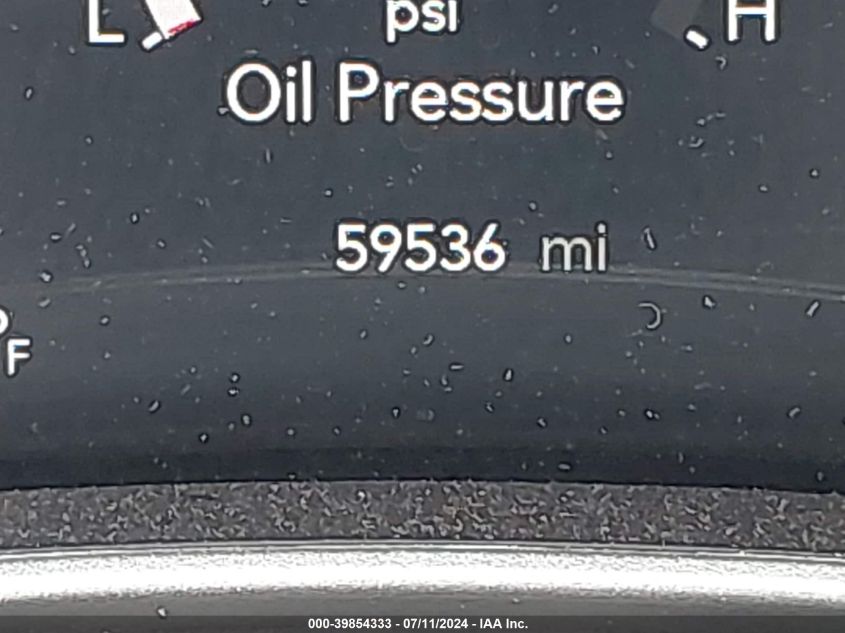 L psi H
Oil Pressure
59536 mi
°F
000-39854333 - 07/11/2024 - IAA Inc.